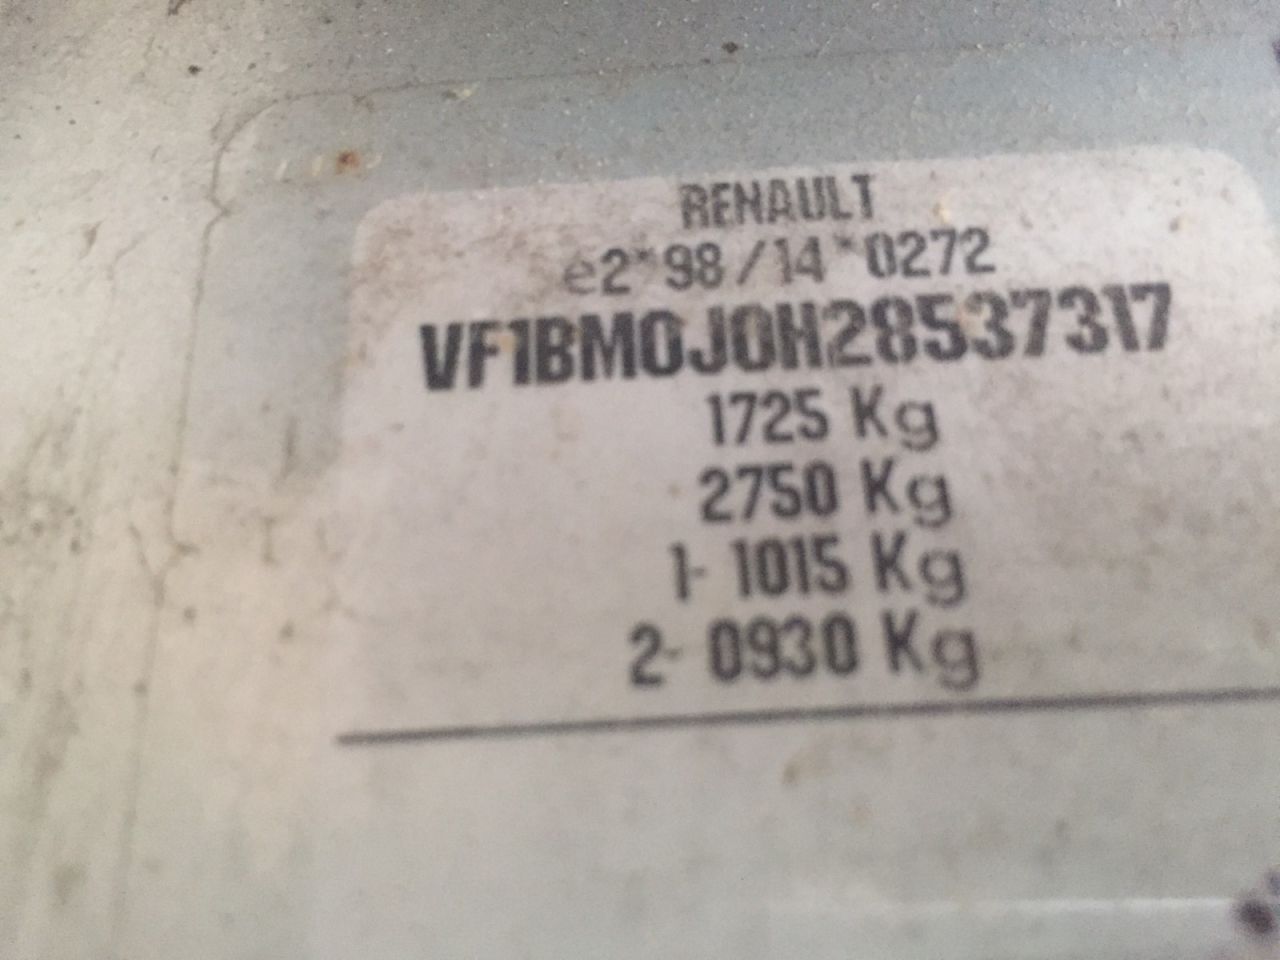 RENAULT
e2*98/14*0272
VF1BM0J0H28537317
1725 Kg
2750 Kg
1- 1015 Kg
2- 0930 Kg